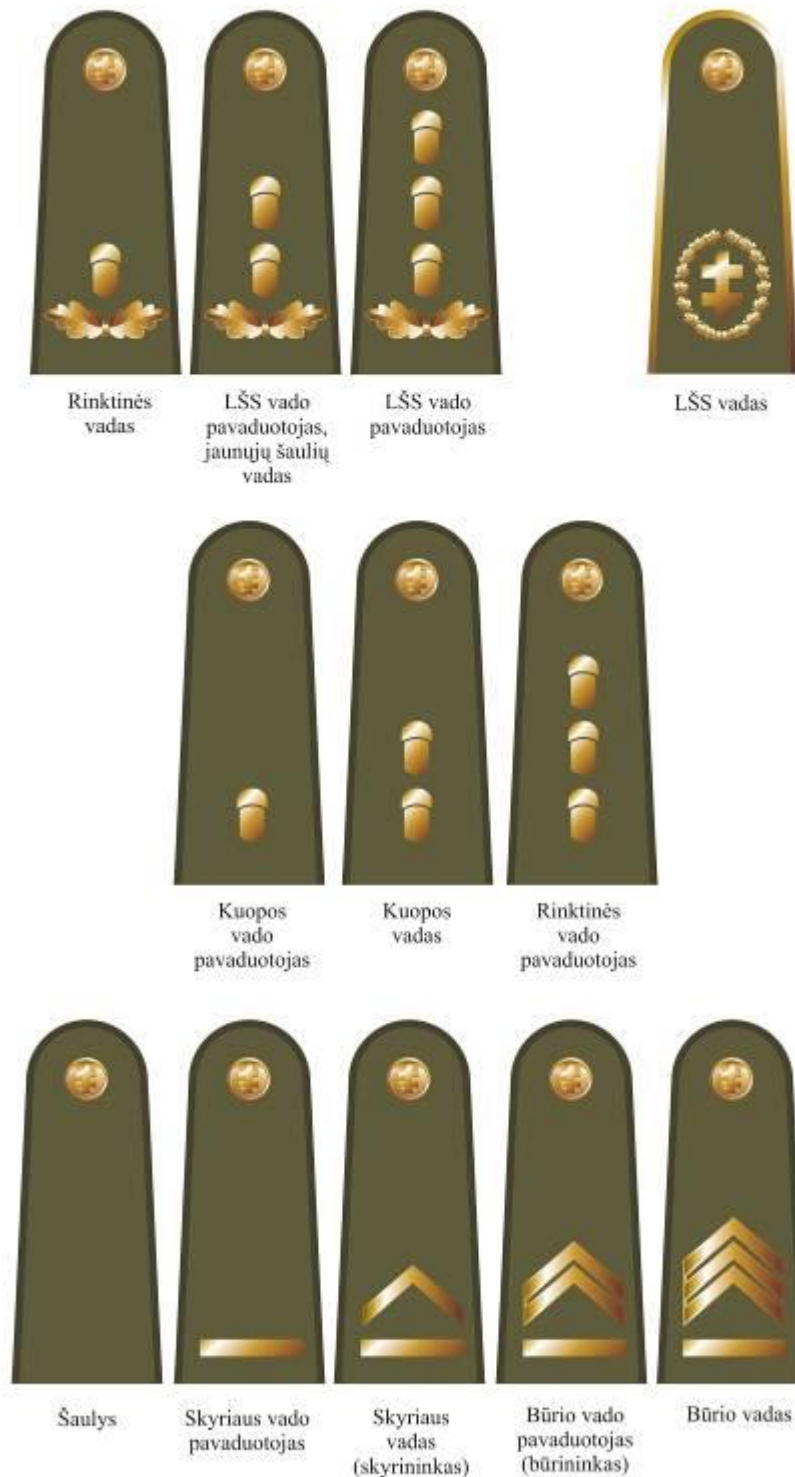 Rinktinės
vadas
LŠS vado
pavaduotojas,
jaunųjų šaulių
vadas
LŠS vado
pavaduotojas
LŠS vadas
Kuopos
vado
pavaduotojas
Kuopos
vadas
Rinktinės
vado
pavaduotojas
Šaulys
Skyriaus vado
pavaduotojas
Skyriaus
vadas
(skyrininkas)
Būrio vado
pavaduotojas
(būrininkas)
Būrio vadas